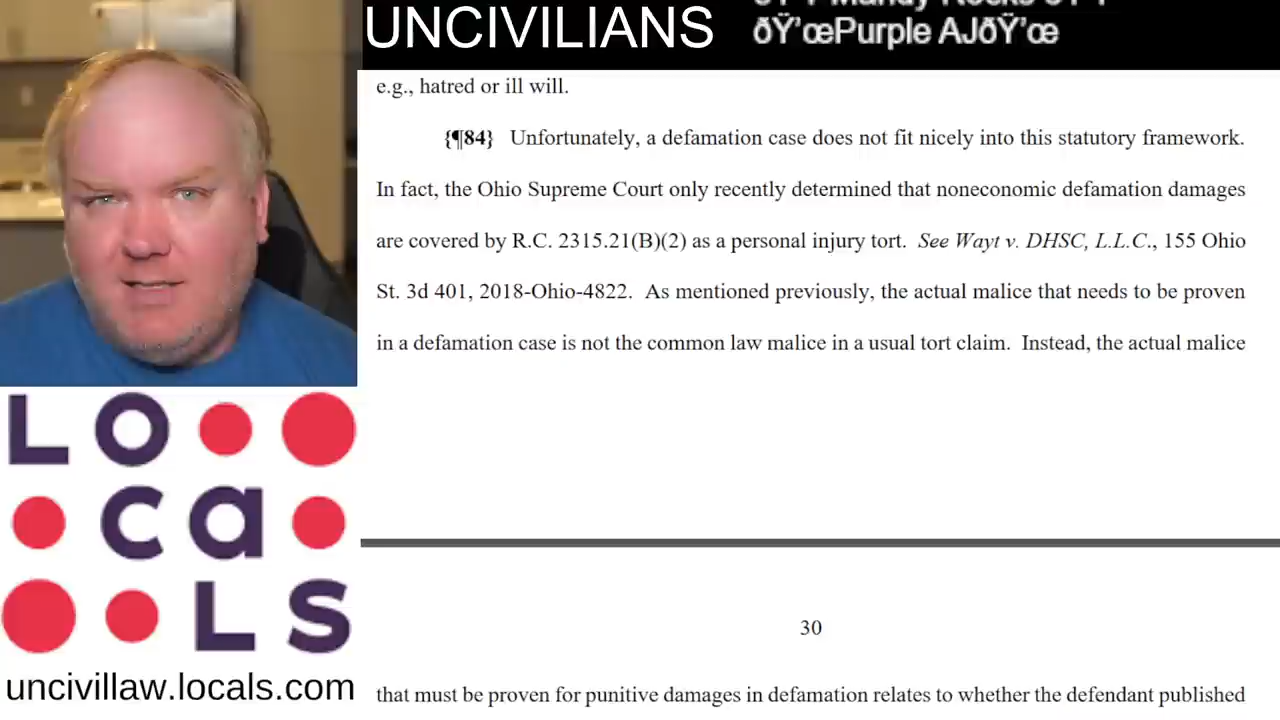 UNCIVILIANS
ðŸ’œPurple AJðŸ’œ
e.g., hatred or ill will.
{¶84} Unfortunately, a defamation case does not fit nicely into this statutory framework.
In fact, the Ohio Supreme Court only recently determined that noneconomic defamation damages
are covered by R.C. 2315.21(B)(2) as a personal injury tort. See Wayt v. DHSC, L.L.C., 155 Ohio
St. 3d 401, 2018-Ohio-4822. As mentioned previously, the actual malice that needs to be proven
in a defamation case is not the common law malice in a usual tort claim. Instead, the actual malice
30
that must be proven for punitive damages in defamation relates to whether the defendant published
LO
ca
LS
uncivillaw.locals.com